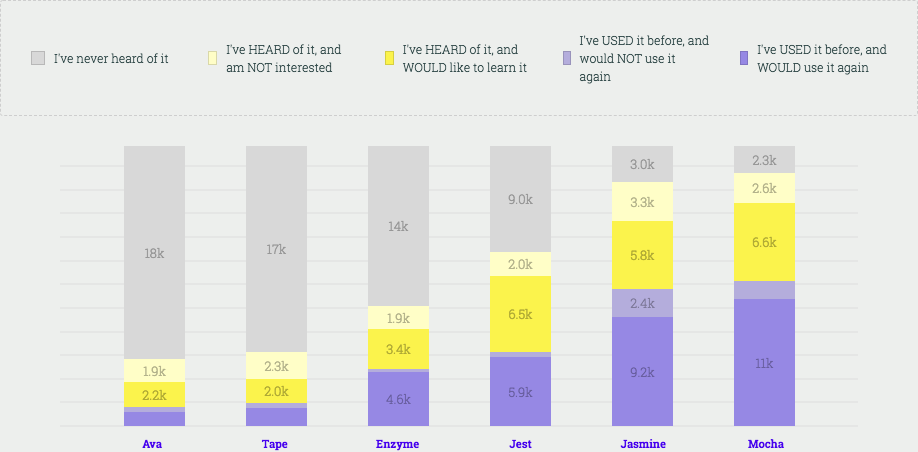 I've never heard of it
I've HEARD of it, and
am NOT interested
I've HEARD of it, and
WOULD like to learn it
I've USED it before, and
would NOT use it
again
I've USED it before, and
WOULD use it again
18k
1.9k
2.2k
17k
2.3k
2.0k
14k
1.9k
3.4k
4.6k
9.0k
2.0k
6.5k
5.9k
3.0k
3.3k
5.8k
2.4k
9.2k
2.3k
2.6k
6.6k
11k
Ava
Tape
Enzyme
Jest
Jasmine
Mocha